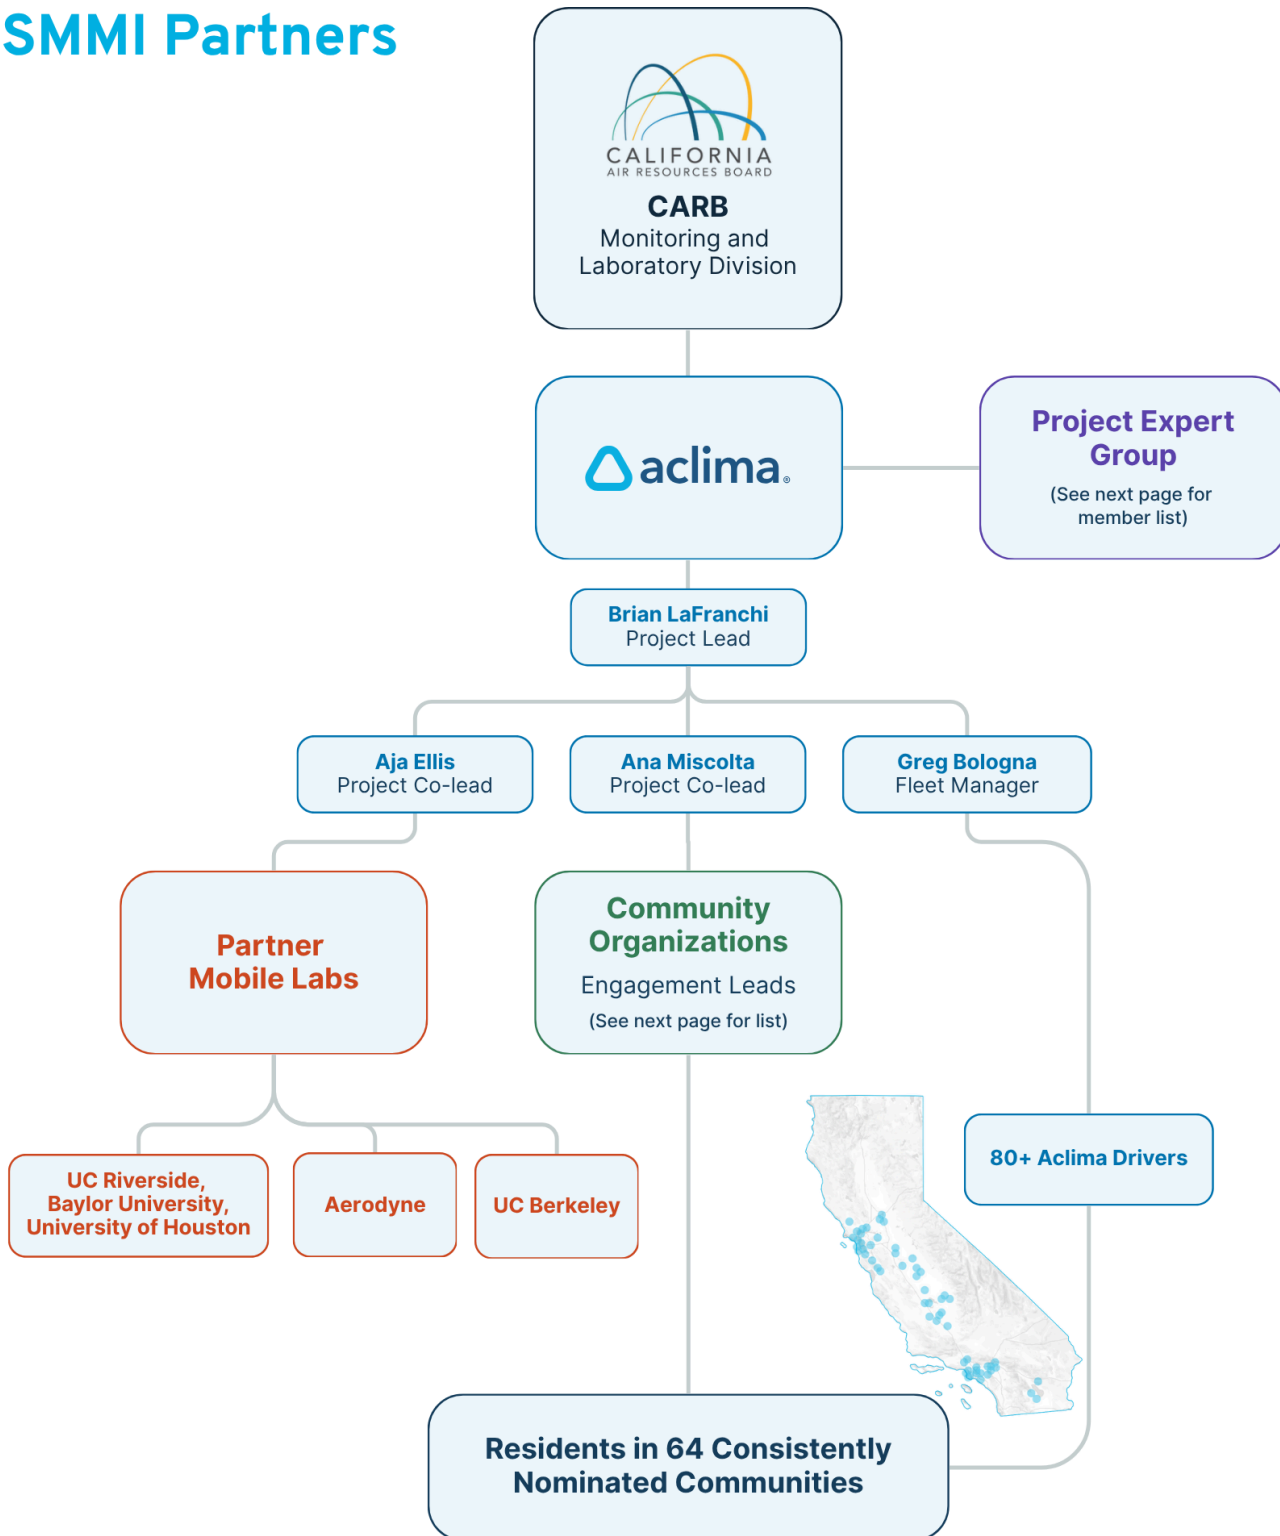 SMMI Partners
CALIFORNIA
AIR RESOURCES BOARD
CARB
Monitoring and
Laboratory Division
aclima®
Project Expert
Group
(See next page for
member list)
Brian LaFranchi
Project Lead
Aja Ellis
Project Co-lead
Ana Miscolta
Project Co-lead
Greg Bologna
Fleet Manager
Partner
Mobile Labs
Community
Organizations
Engagement Leads
(See next page for list)
UC Riverside,
Baylor University,
University of Houston
Aerodyne
UC Berkeley
80+ Aclima Drivers
Residents in 64 Consistently
Nominated Communities